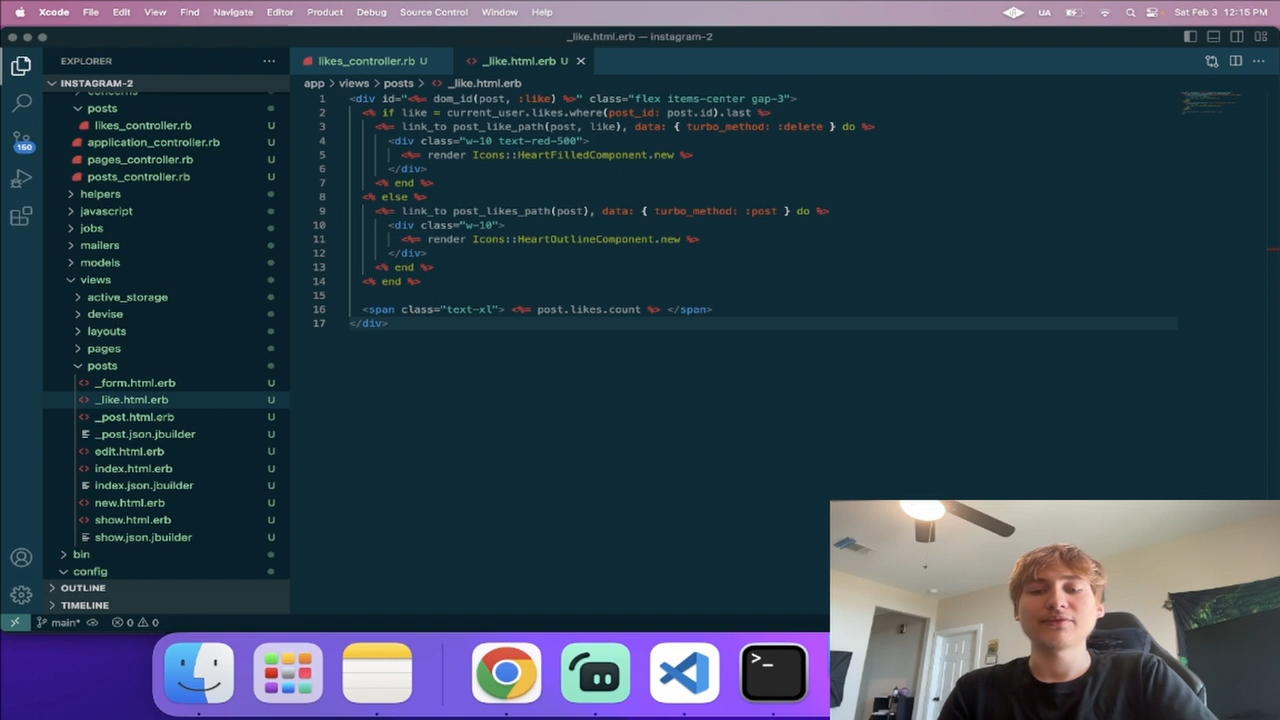 Xcode File Edit View Find Navigate Editor Product Debug Source Control Window Help UA Sat Feb 3 12:15 PM
_like.html.erb — instagram-2
EXPLORER
INSTAGRAM-2
posts
likes_controller.rb U
application_controller.rb U
pages_controller.rb U
posts_controller.rb U
helpers
javascript
jobs
mailers
models
views
active_storage
devise
layouts
pages
posts
_form.html.erb U
_like.html.erb U
_post.html.erb U
_post.json.jbuilder U
edit.html.erb U
index.html.erb U
index.json.jbuilder U
new.html.erb U
show.html.erb U
show.json.jbuilder U
bin
config
OUTLINE
TIMELINE
160
likes_controller.rb U _like.html.erb U
app > views > posts > _like.html.erb
1 <div id="<%= dom_id(post, :like) %>" class="flex items-center gap-3">
2 <% if like = current_user.likes.where(post_id: post.id).last %>
3 <%= link_to post_like_path(post, like), data: { turbo_method: :delete } do %>
4 <div class="w-10 text-red-500">
5 <%= render Icons::HeartFilledComponent.new %>
6 </div>
7 <% end %>
8 <% else %>
9 <%= link_to post_likes_path(post), data: { turbo_method: :post } do %>
10 <div class="w-10">
11 <%= render Icons::HeartOutlineComponent.new %>
12 </div>
13 <% end %>
14 <% end %>
15
16 <span class="text-xl"> <%= post.likes.count %> </span>
17 </div>
main* 0 0